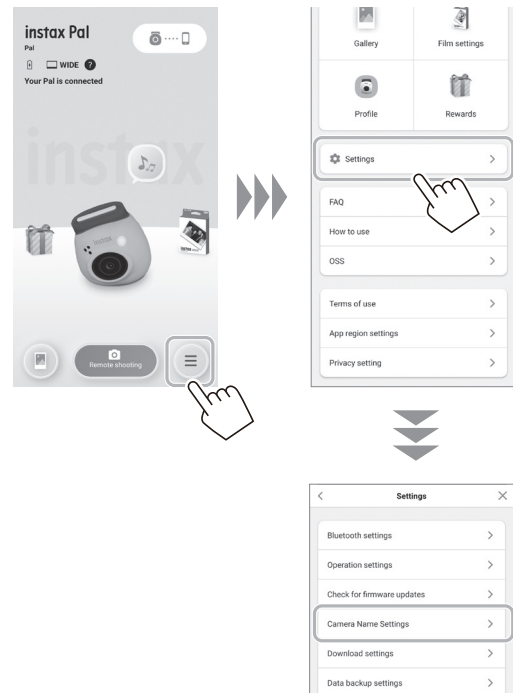 instax Pal
Pal
WIDE ?
Your Pal is connected
instax
instax
Remote shooting
Gallery
Film settings
Profile
Rewards
Settings
FAQ
How to use
OSS
Terms of use
App region settings
Privacy setting
Settings
Bluetooth settings
Operation settings
Check for firmware updates
Camera Name Settings
Download settings
Data backup settings